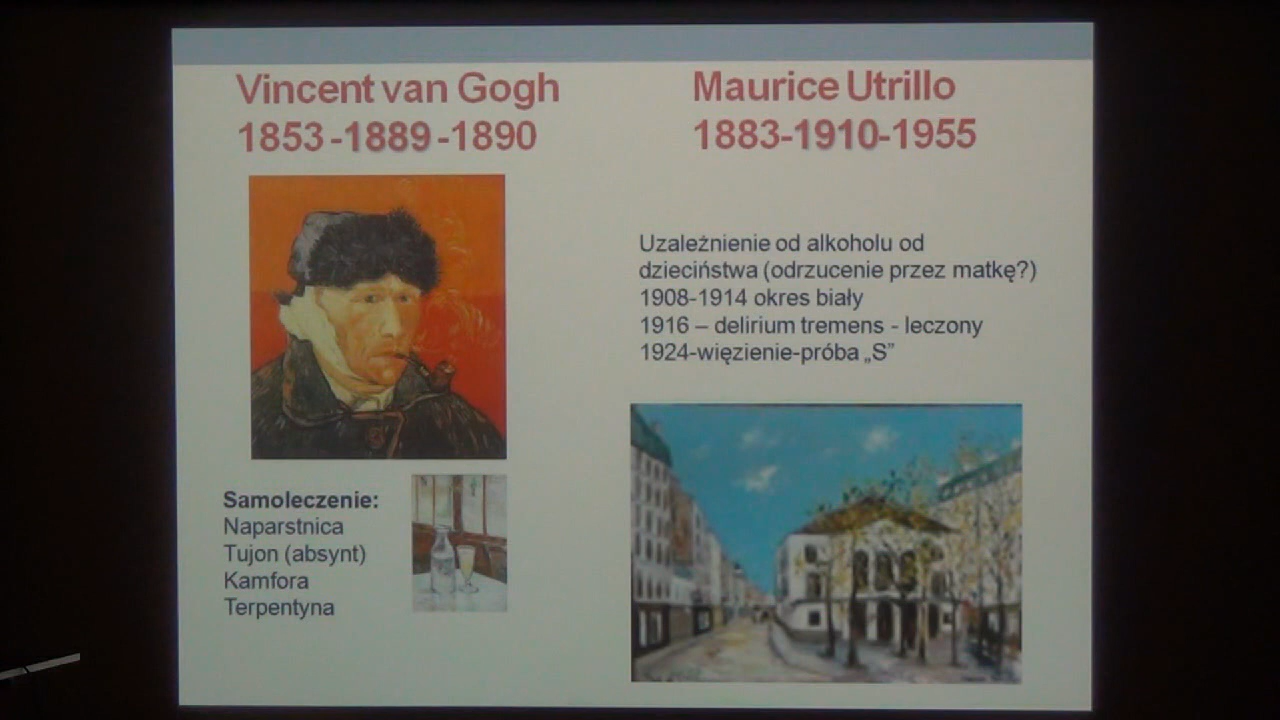 Vincent van Gogh
1853 -1889 -1890
Samoleczenie:
Naparstnica
Tujon (absynt)
Kamfora
Terpentyna
Maurice Utrillo
1883-1910-1955
Uzależnienie od alkoholu od
dzieciństwa (odrzucenie przez matkę?)
1908-1914 okres biały
1916 – delirium tremens - leczony
1924-więzienie-próba „S”